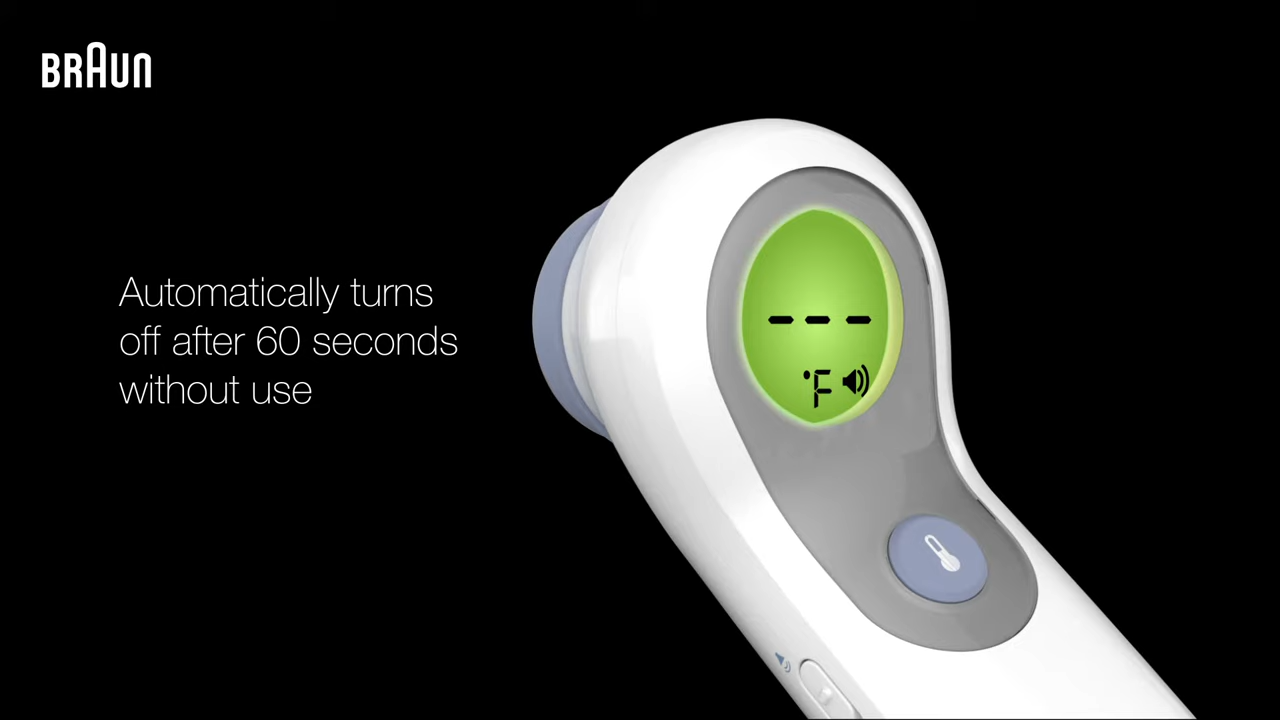 BRAUN
Automatically turns
off after 60 seconds
without use
---
°F